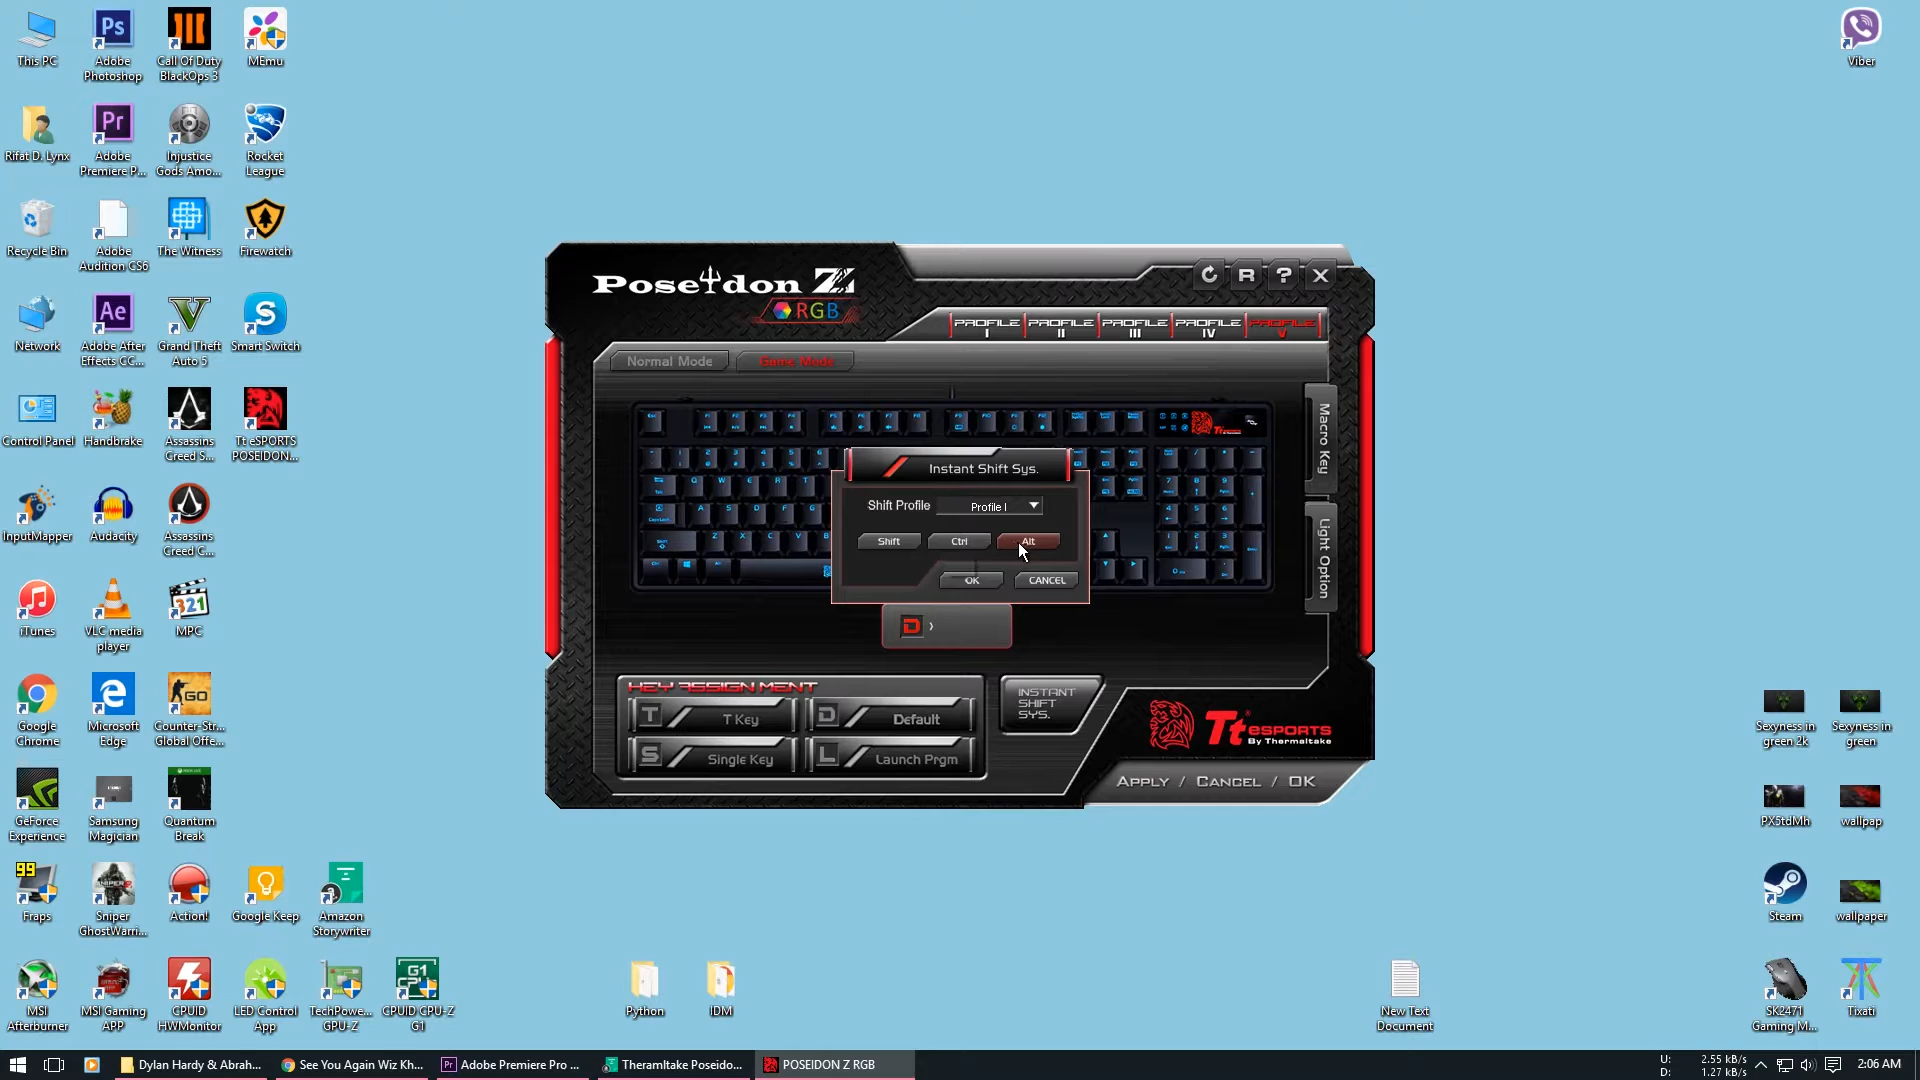 This PC
Adobe
Photoshop
Call Of Duty
BlackOps 3
MEmu
Viber
Rifat D. Lynx
Adobe
Premiere P...
Injustice
Gods Amo...
Rocket
League
Recycle Bin
Adobe
Audition CS6
The Witness
Firewatch
Network
Adobe After
Effects CC...
Grand Theft
Auto 5
Smart Switch
Control Panel
Handbrake
Assassins
Creed S...
Tt eSPORTS
POSEIDON...
InputMapper
Audacity
Assassins
Creed C...
iTunes
VLC media
player
MPC
Google
Chrome
Microsoft
Edge
Counter-Str...
Global Offe...
GeForce
Experience
Samsung
Magician
Quantum
Break
Fraps
Sniper
GhostWarri...
Action!
Google Keep
Amazon
Storywriter
MSI
Afterburner
MSI Gaming
APP
CPUID
HWMonitor
LED Control
App
TechPowe...
GPU-Z
CPUID CPU-Z
G1
Python
IDM
New Text
Document
Sexyness in
green 2k
Sexyness in
green
PX5tdMh
wallpap
Steam
wallpaper
SK2471
Gaming M...
Tixati
Poseidon Z
RGB
R ? X
PROFILE I
PROFILE II
PROFILE III
PROFILE IV
PROFILE V
Normal Mode
Game Mode
Macro Key
Light Option
Instant Shift Sys.
Shift Profile Profile I
Shift Ctrl Alt
OK CANCEL
D ›
KEY ASSIGNMENT
T T Key
D Default
S Single Key
L Launch Prgm
INSTANT
SHIFT
SYS.
Tt eSPORTS
By Thermaltake
APPLY / CANCEL / OK
Dylan Hardy & Abrah...
See You Again Wiz Kh...
Adobe Premiere Pro ...
Theramltake Poseido...
POSEIDON Z RGB
U: 2.55 kB/s
D: 1.27 kB/s
2:06 AM